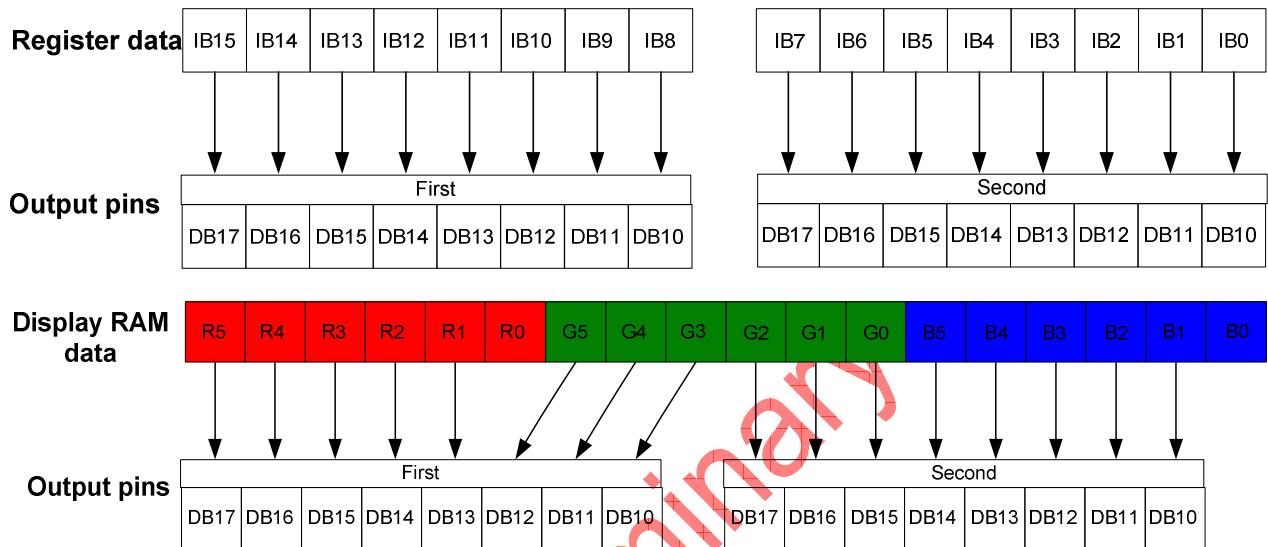 Register data IB15 IB14 IB13 IB12 IB11 IB10 IB9 IB8 IB7 IB6 IB5 IB4 IB3 IB2 IB1 IB0
First Second
Output pins
DB17 DB16 DB15 DB14 DB13 DB12 DB11 DB10 DB17 DB16 DB15 DB14 DB13 DB12 DB11 DB10
Display RAM
data
R5 R4 R3 R2 R1 R0 G5 G4 G3 G2 G1 G0 B5 B4 B3 B2 B1 B0
First Second
Output pins
DB17 DB16 DB15 DB14 DB13 DB12 DB11 DB10 DB17 DB16 DB15 DB14 DB13 DB12 DB11 DB10